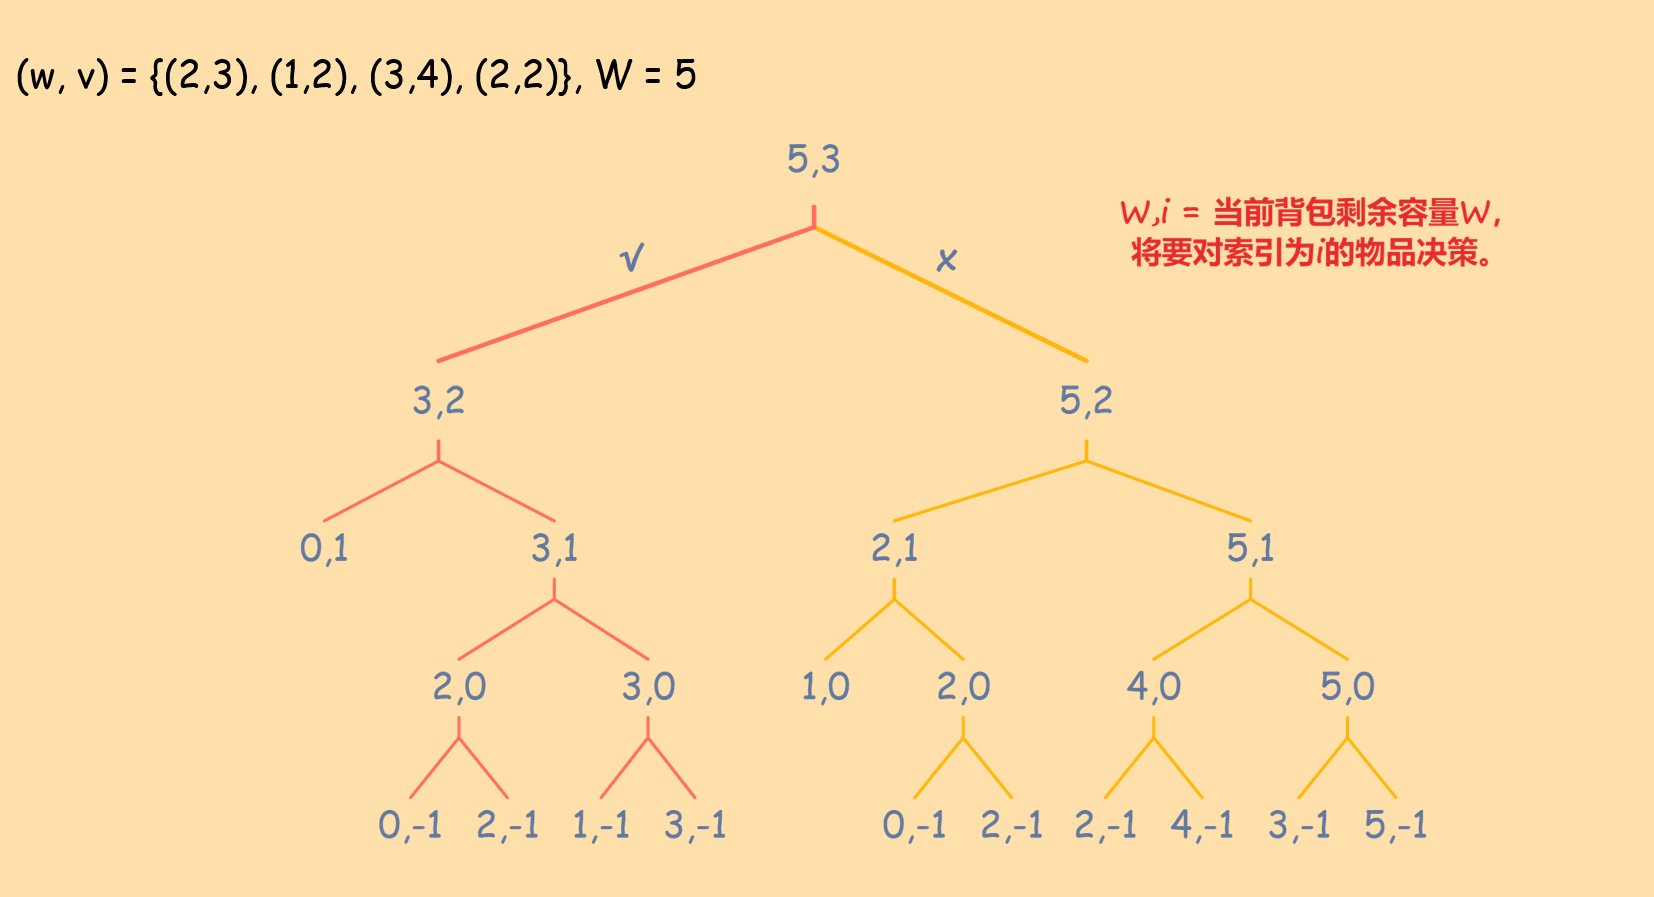 (w, v) = {(2,3), (1,2), (3,4), (2,2)}, W = 5
5,3
W,i = 当前背包剩余容量W,
将要对索引为i的物品决策。
√ x
3,2 5,2
0,1 3,1 2,1 5,1
2,0 3,0 1,0 2,0 4,0 5,0
0,-1 2,-1 1,-1 3,-1 0,-1 2,-1 2,-1 4,-1 3,-1 5,-1